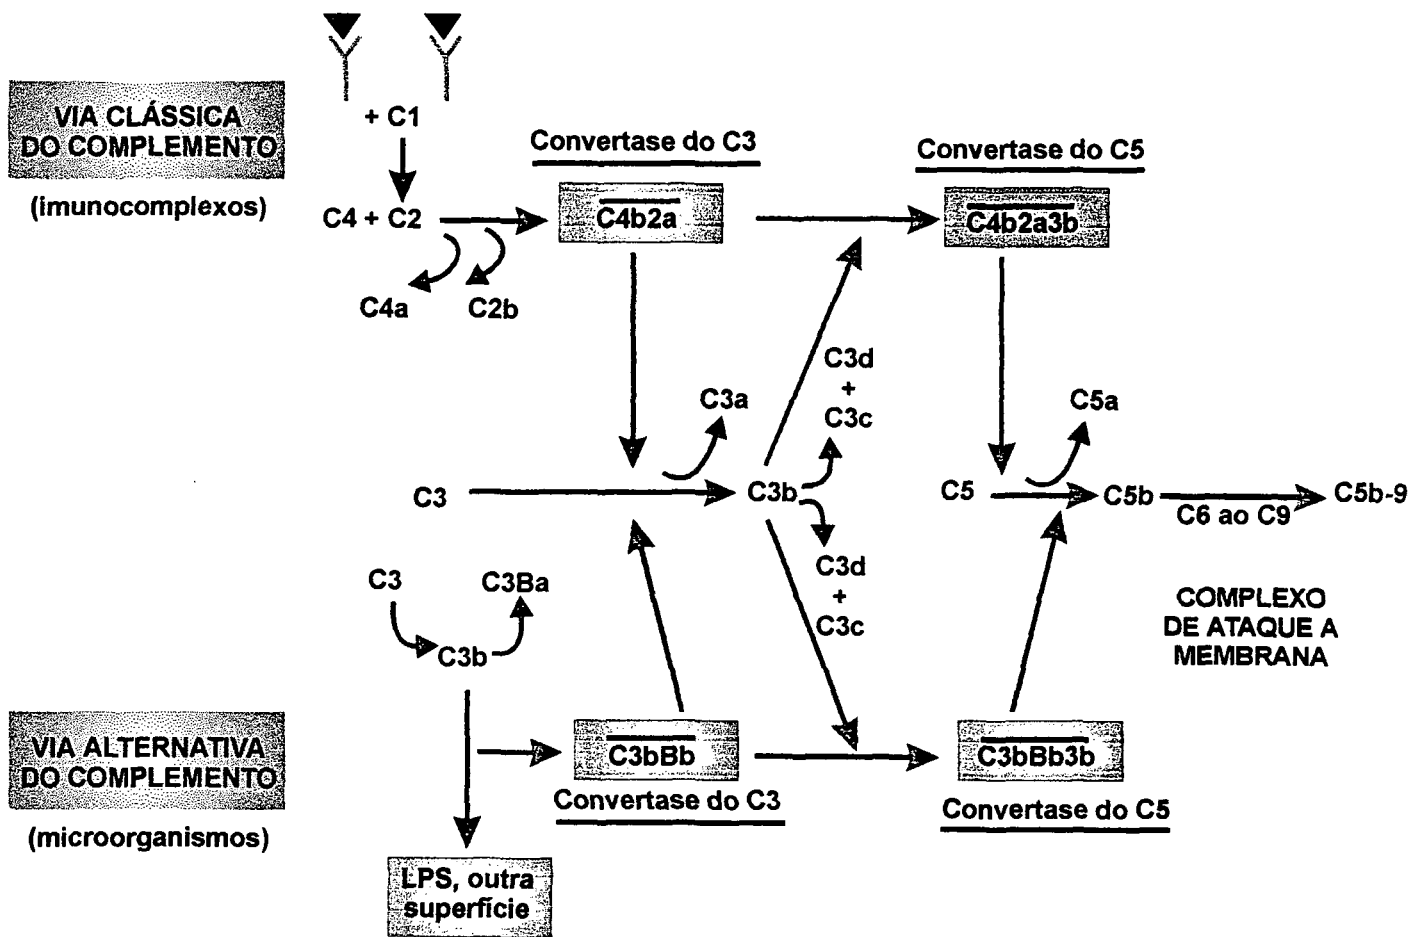 VIA CLÁSSICA
DO COMPLEMENTO
(imunocomplexos)
+ C1
C4 + C2
C4a
C2b
Convertase do C3
C4b2a
Convertase do C5
C4b2a3b
C3d
+
C3c
C3a
C5a
C3
C3b
C5
C5b
C6 ao C9
C5b-9
C3d
+
C3c
C3
C3Ba
C3b
COMPLEXO
DE ATAQUE A
MEMBRANA
VIA ALTERNATIVA
DO COMPLEMENTO
(microorganismos)
C3bBb
Convertase do C3
C3bBb3b
Convertase do C5
LPS, outra
superfície